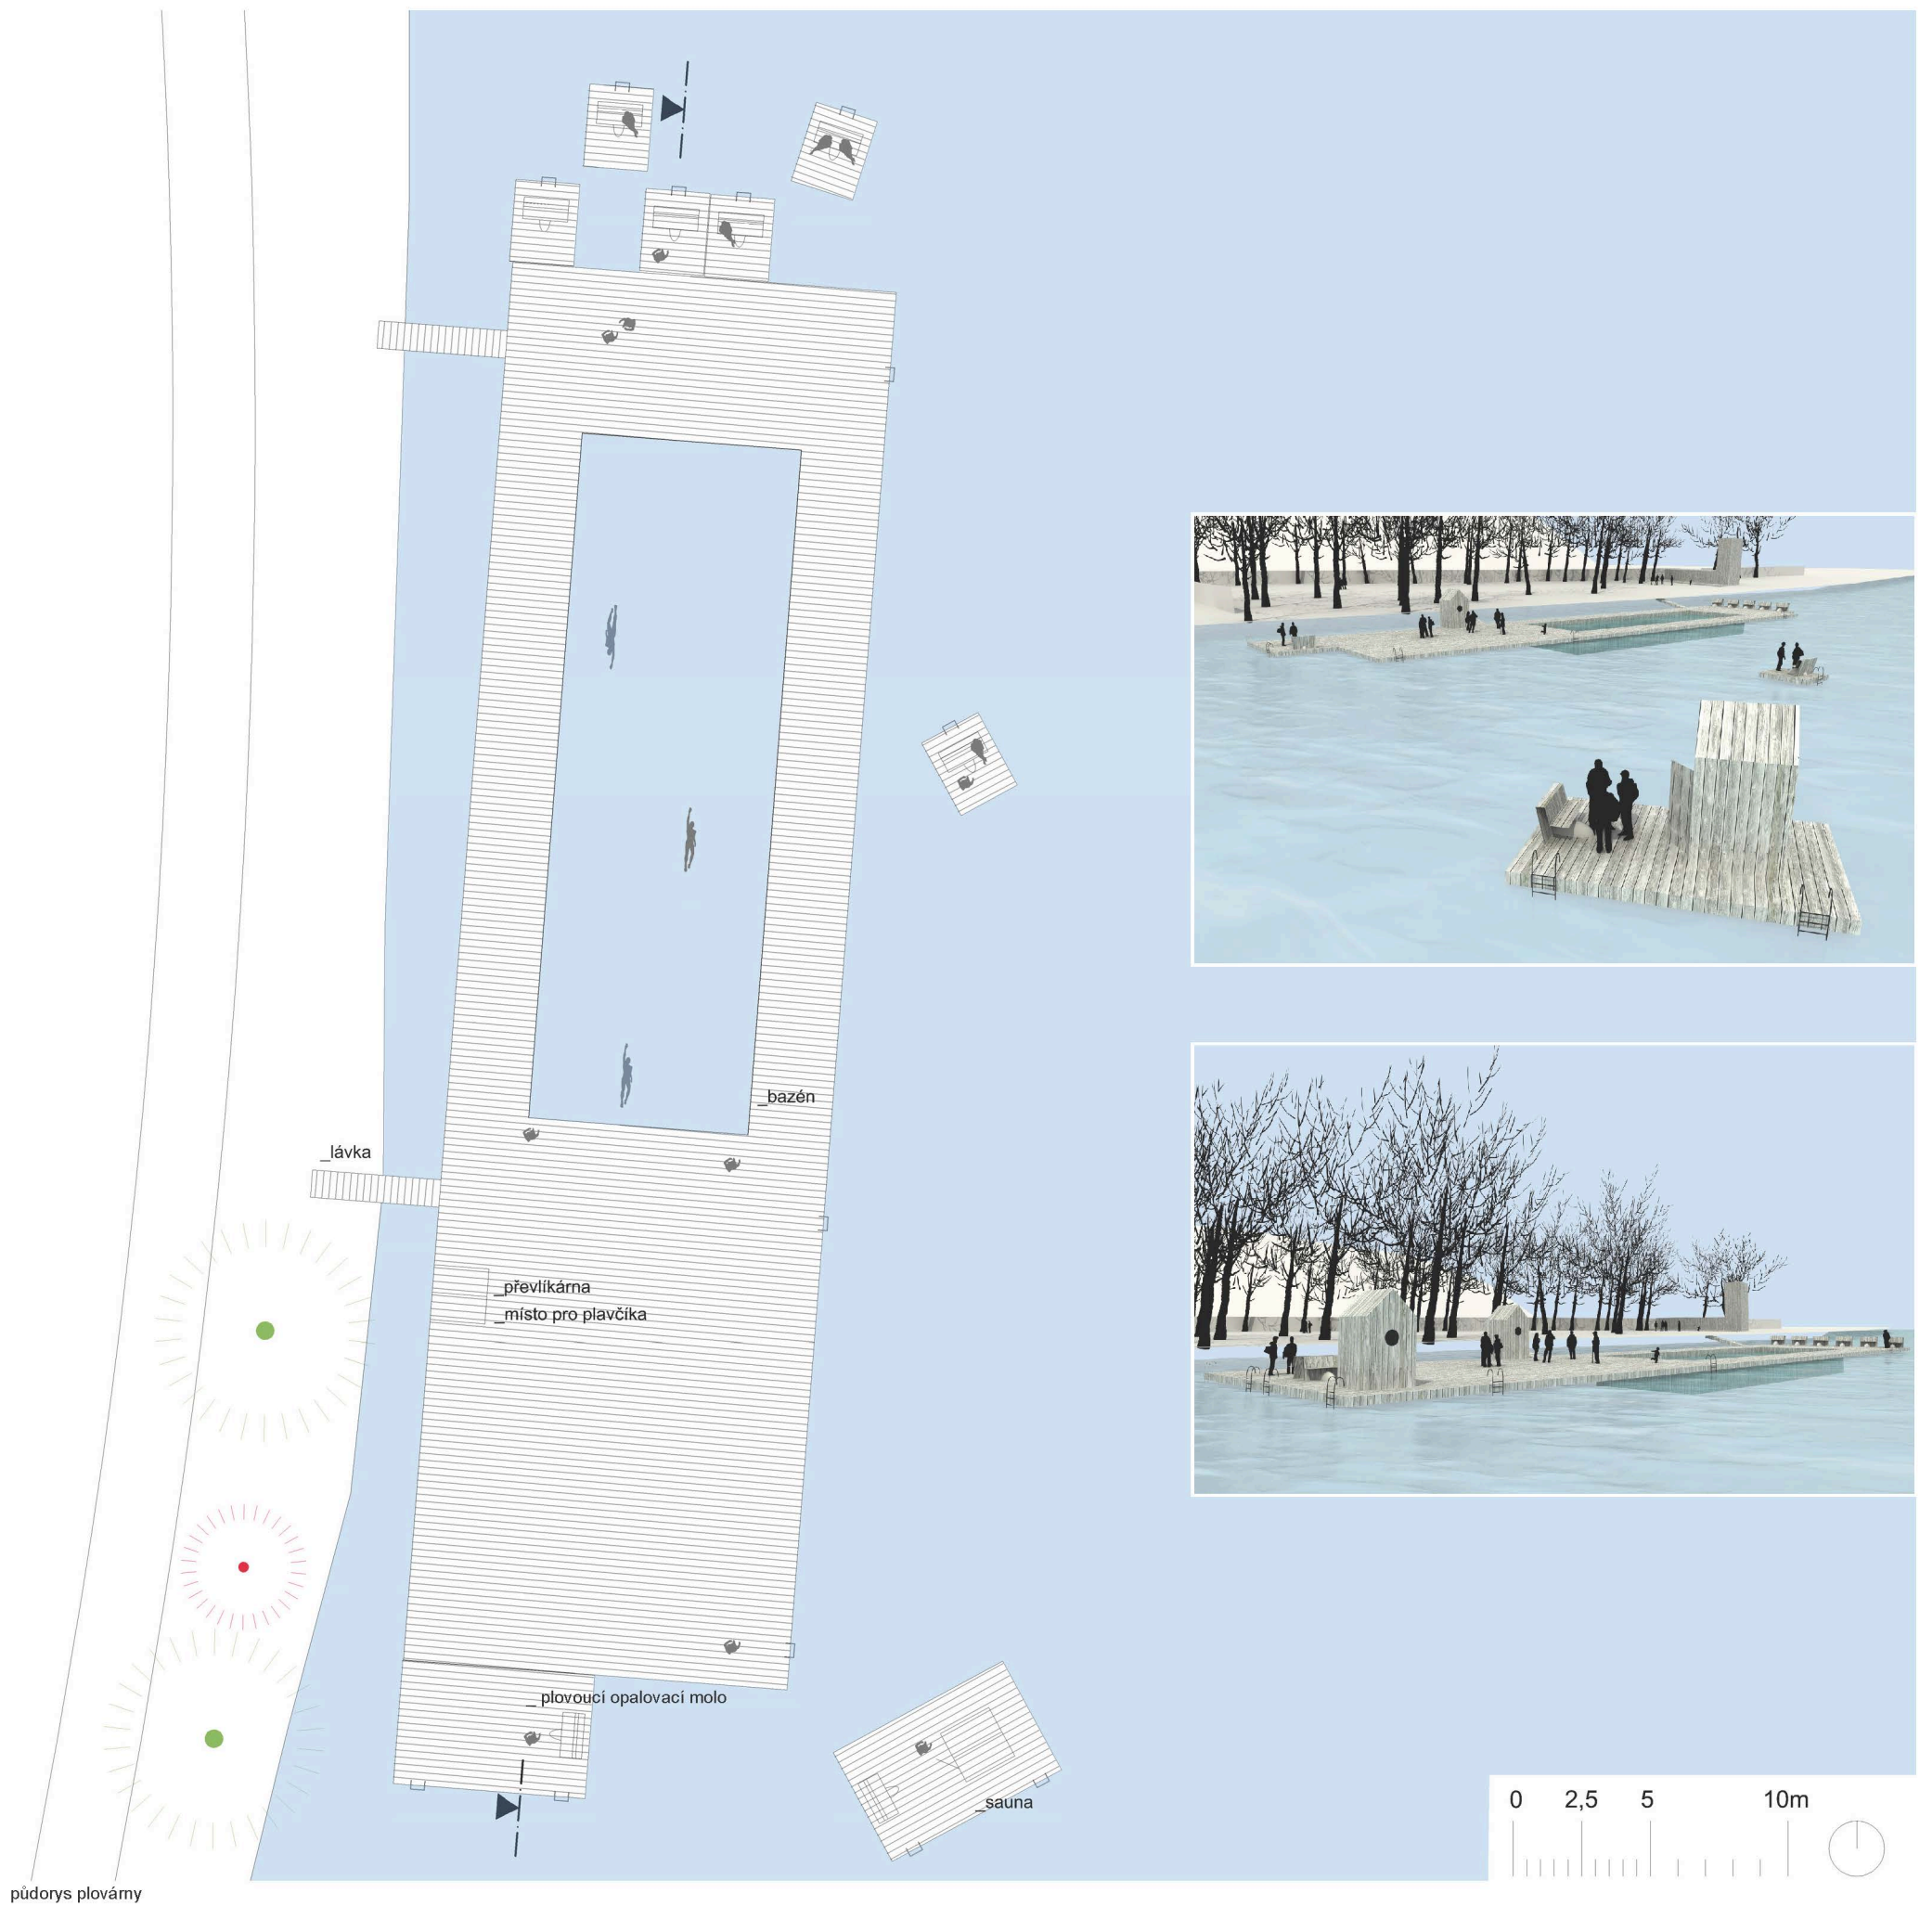 _bazén
_lávka
_převlíkárna
_místo pro plavčíka
_ plovoucí opalovací molo
_sauna
0 2,5 5 10m
půdorys plovárny